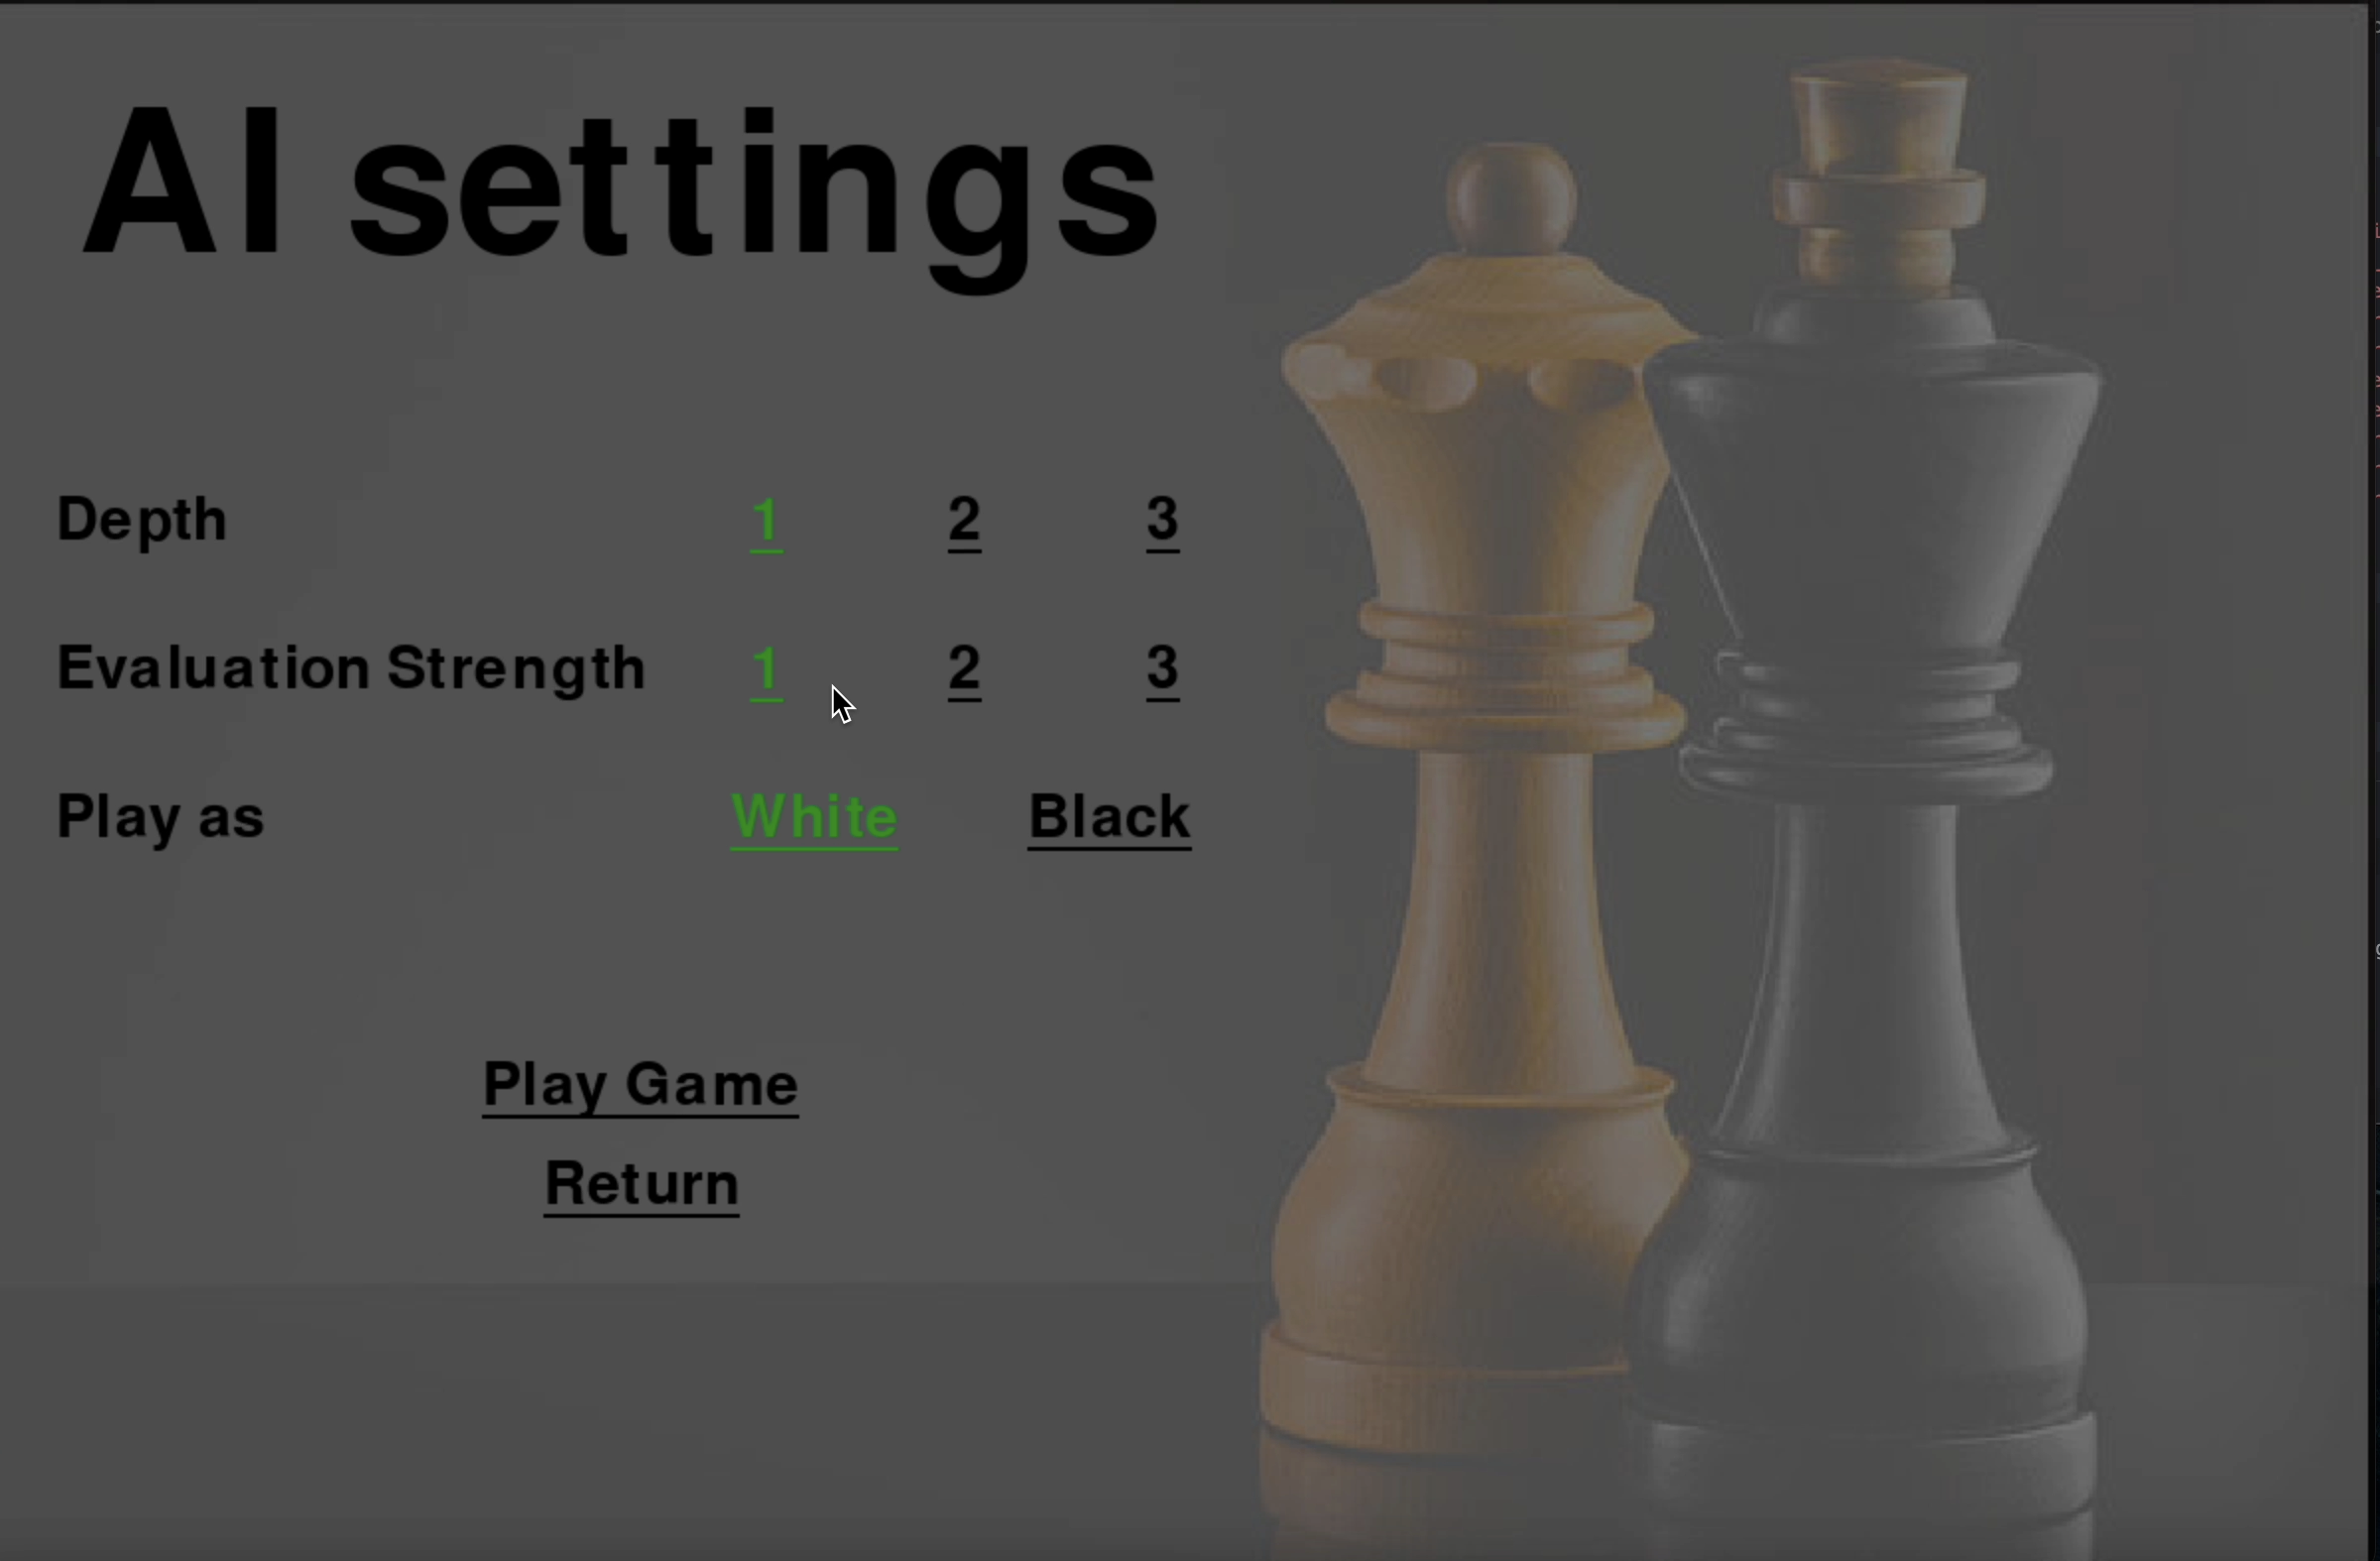 AI settings
Depth 1 2 3
Evaluation Strength 1 2 3
Play as White Black
Play Game
Return